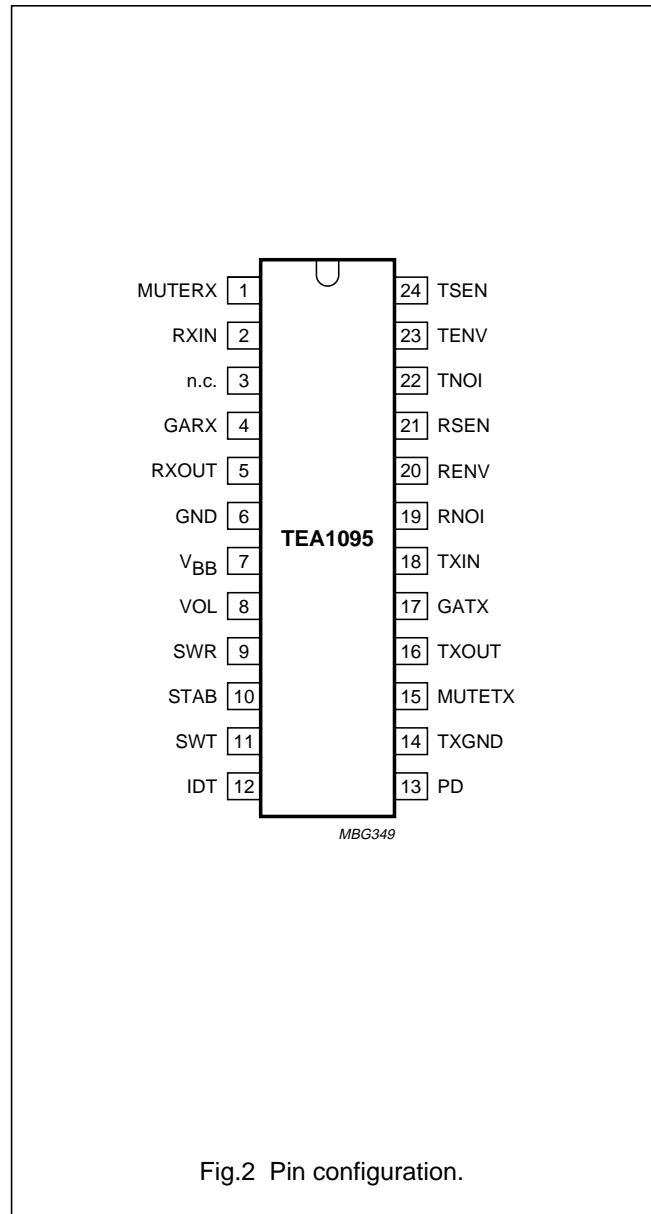 MUTERX 1 24 TSEN
RXIN 2 23 TENV
n.c. 3 22 TNOI
GARX 4 21 RSEN
RXOUT 5 20 RENV
GND 6 19 RNOI
TEA1095
VBB 7 18 TXIN
VOL 8 17 GATX
SWR 9 16 TXOUT
STAB 10 15 MUTETX
SWT 11 14 TXGND
IDT 12 13 PD
MBG349
Fig.2 Pin configuration.